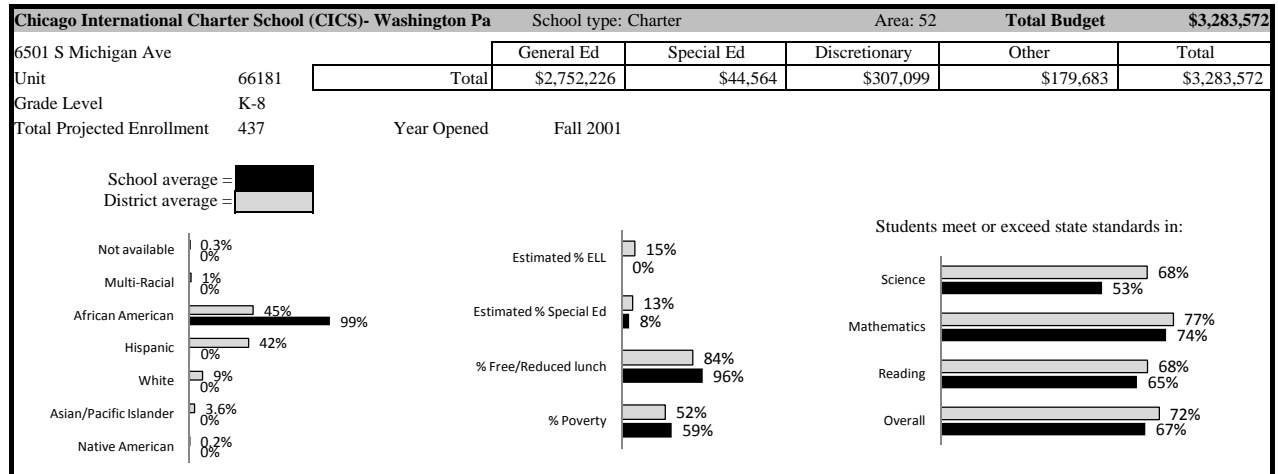 Chicago International Charter School (CICS)- Washington Pa School type: Charter Area: 52 Total Budget $3,283,572
6501 S Michigan Ave General Ed Special Ed Discretionary Other Total
Unit 66181 Total $2,752,226 $44,564 $307,099 $179,683 $3,283,572
Grade Level K-8
Total Projected Enrollment 437 Year Opened Fall 2001
School average =
District average =
Not available 0.3% 0%
Multi-Racial 1% 0%
African American 45% 99%
Hispanic 42% 0%
White 9% 0%
Asian/Pacific Islander 3.6% 0%
Native American 0.2% 0%
Estimated % ELL 15% 0%
Estimated % Special Ed 13% 8%
% Free/Reduced lunch 84% 96%
% Poverty 52% 59%
Students meet or exceed state standards in:
Science 68% 53%
Mathematics 77% 74%
Reading 68% 65%
Overall 72% 67%